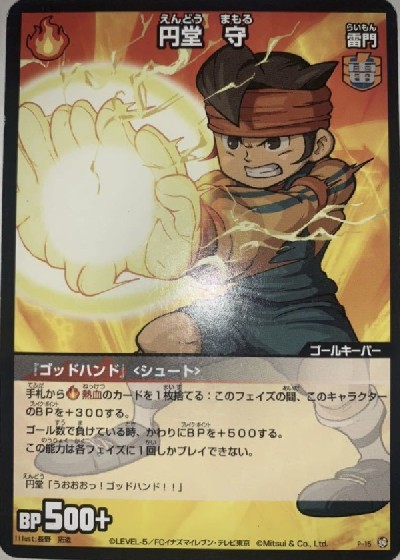 えんどう まもる
円堂 守
らいもん
雷門
雷
ゴールキーパー
『ゴッドハンド』<シュート>
手札から熱血のカードを1枚捨てる：このフェイズの間、このキャラクター
のBPを+300する。
ゴール数で負けている時、かわりにBPを+500する。
この能力は各フェイズに1回しかプレイできない。
円堂「うおおおっ！ゴッドハンド！！」
BP500+
Illust.長野 拓造
©LEVEL-5/FCイナズマイレブン・テレビ東京 ©Mitsui & Co., Ltd.
P-15